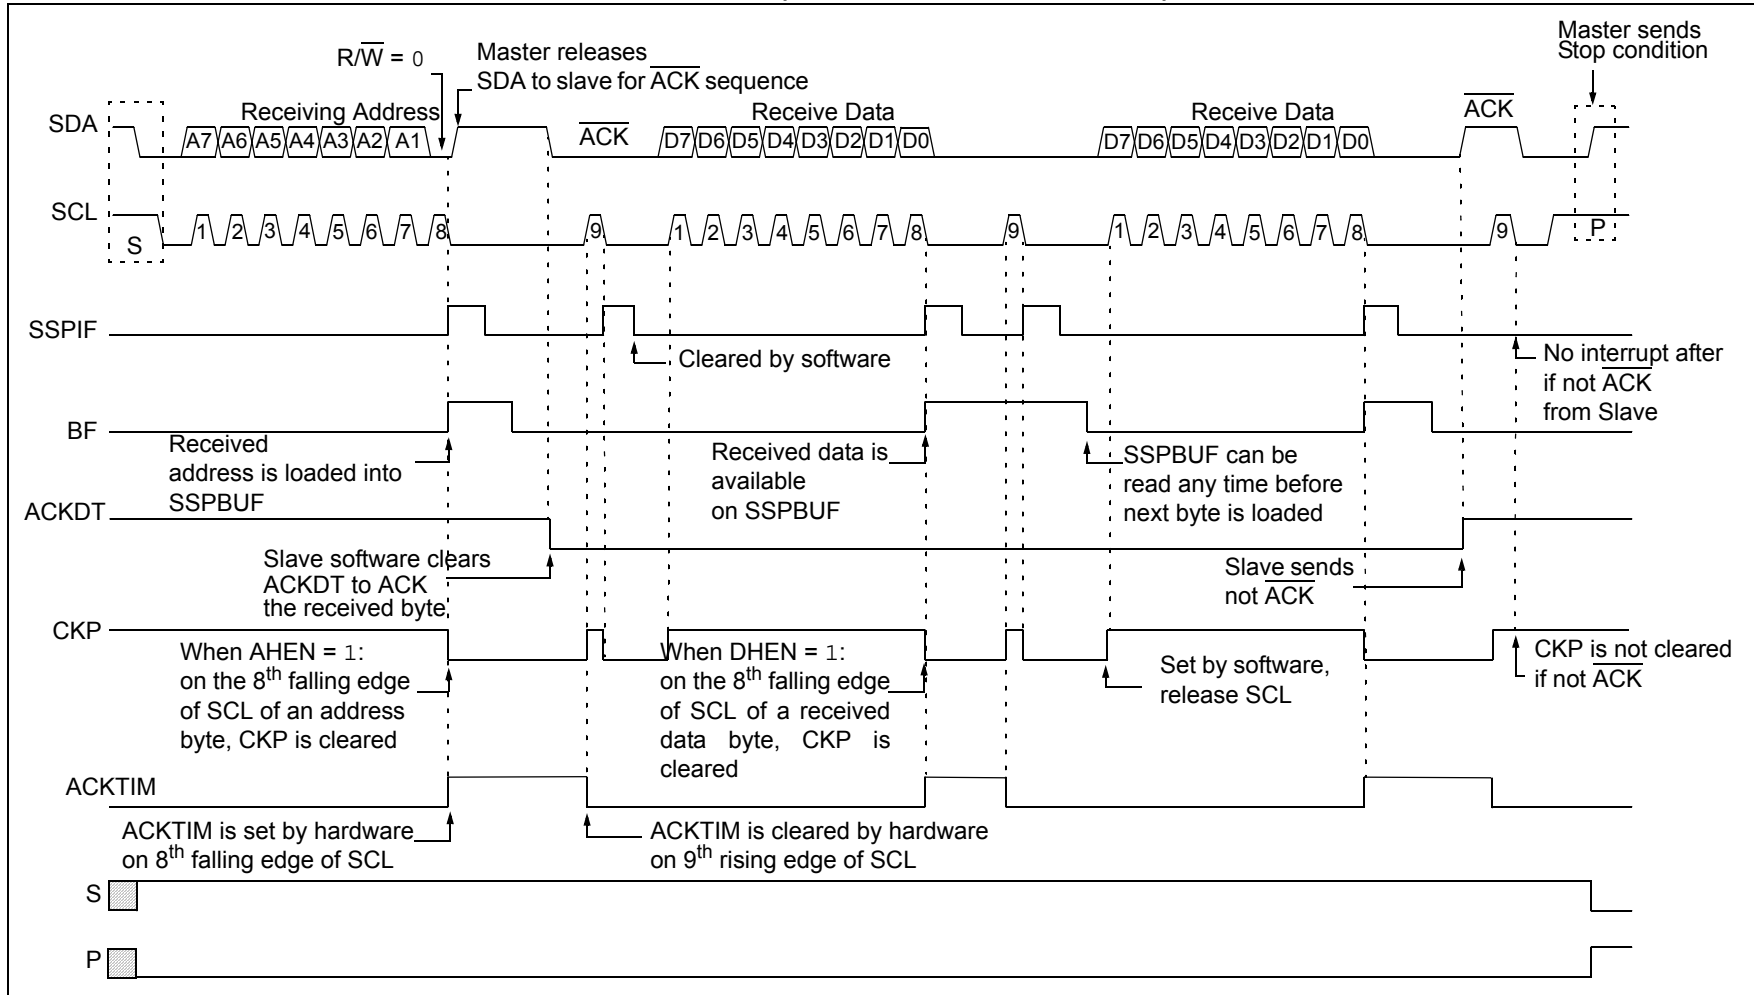 Master sends
Stop condition
R/W = 0
Master releases
SDA to slave for ACK sequence
SDA
Receiving Address
A7 A6 A5 A4 A3 A2 A1
ACK
Receive Data
D7 D6 D5 D4 D3 D2 D1 D0
Receive Data
D7 D6 D5 D4 D3 D2 D1 D0
ACK
SCL
S
1 2 3 4 5 6 7 8 9 1 2 3 4 5 6 7 8 9 1 2 3 4 5 6 7 8 9
P
SSPIF
Cleared by software
No interrupt after
if not ACK
from Slave
BF
Received
address is loaded into
SSPBUF
Received data is
available
on SSPBUF
SSPBUF can be
read any time before
next byte is loaded
ACKDT
Slave software clears
ACKDT to ACK
the received byte
Slave sends
not ACK
CKP
When AHEN = 1:
on the 8th falling edge
of SCL of an address
byte, CKP is cleared
When DHEN = 1:
on the 8th falling edge
of SCL of a received
data byte, CKP is
cleared
Set by software,
release SCL
CKP is not cleared
if not ACK
ACKTIM
ACKTIM is set by hardware
on 8th falling edge of SCL
ACKTIM is cleared by hardware
on 9th rising edge of SCL
S
P